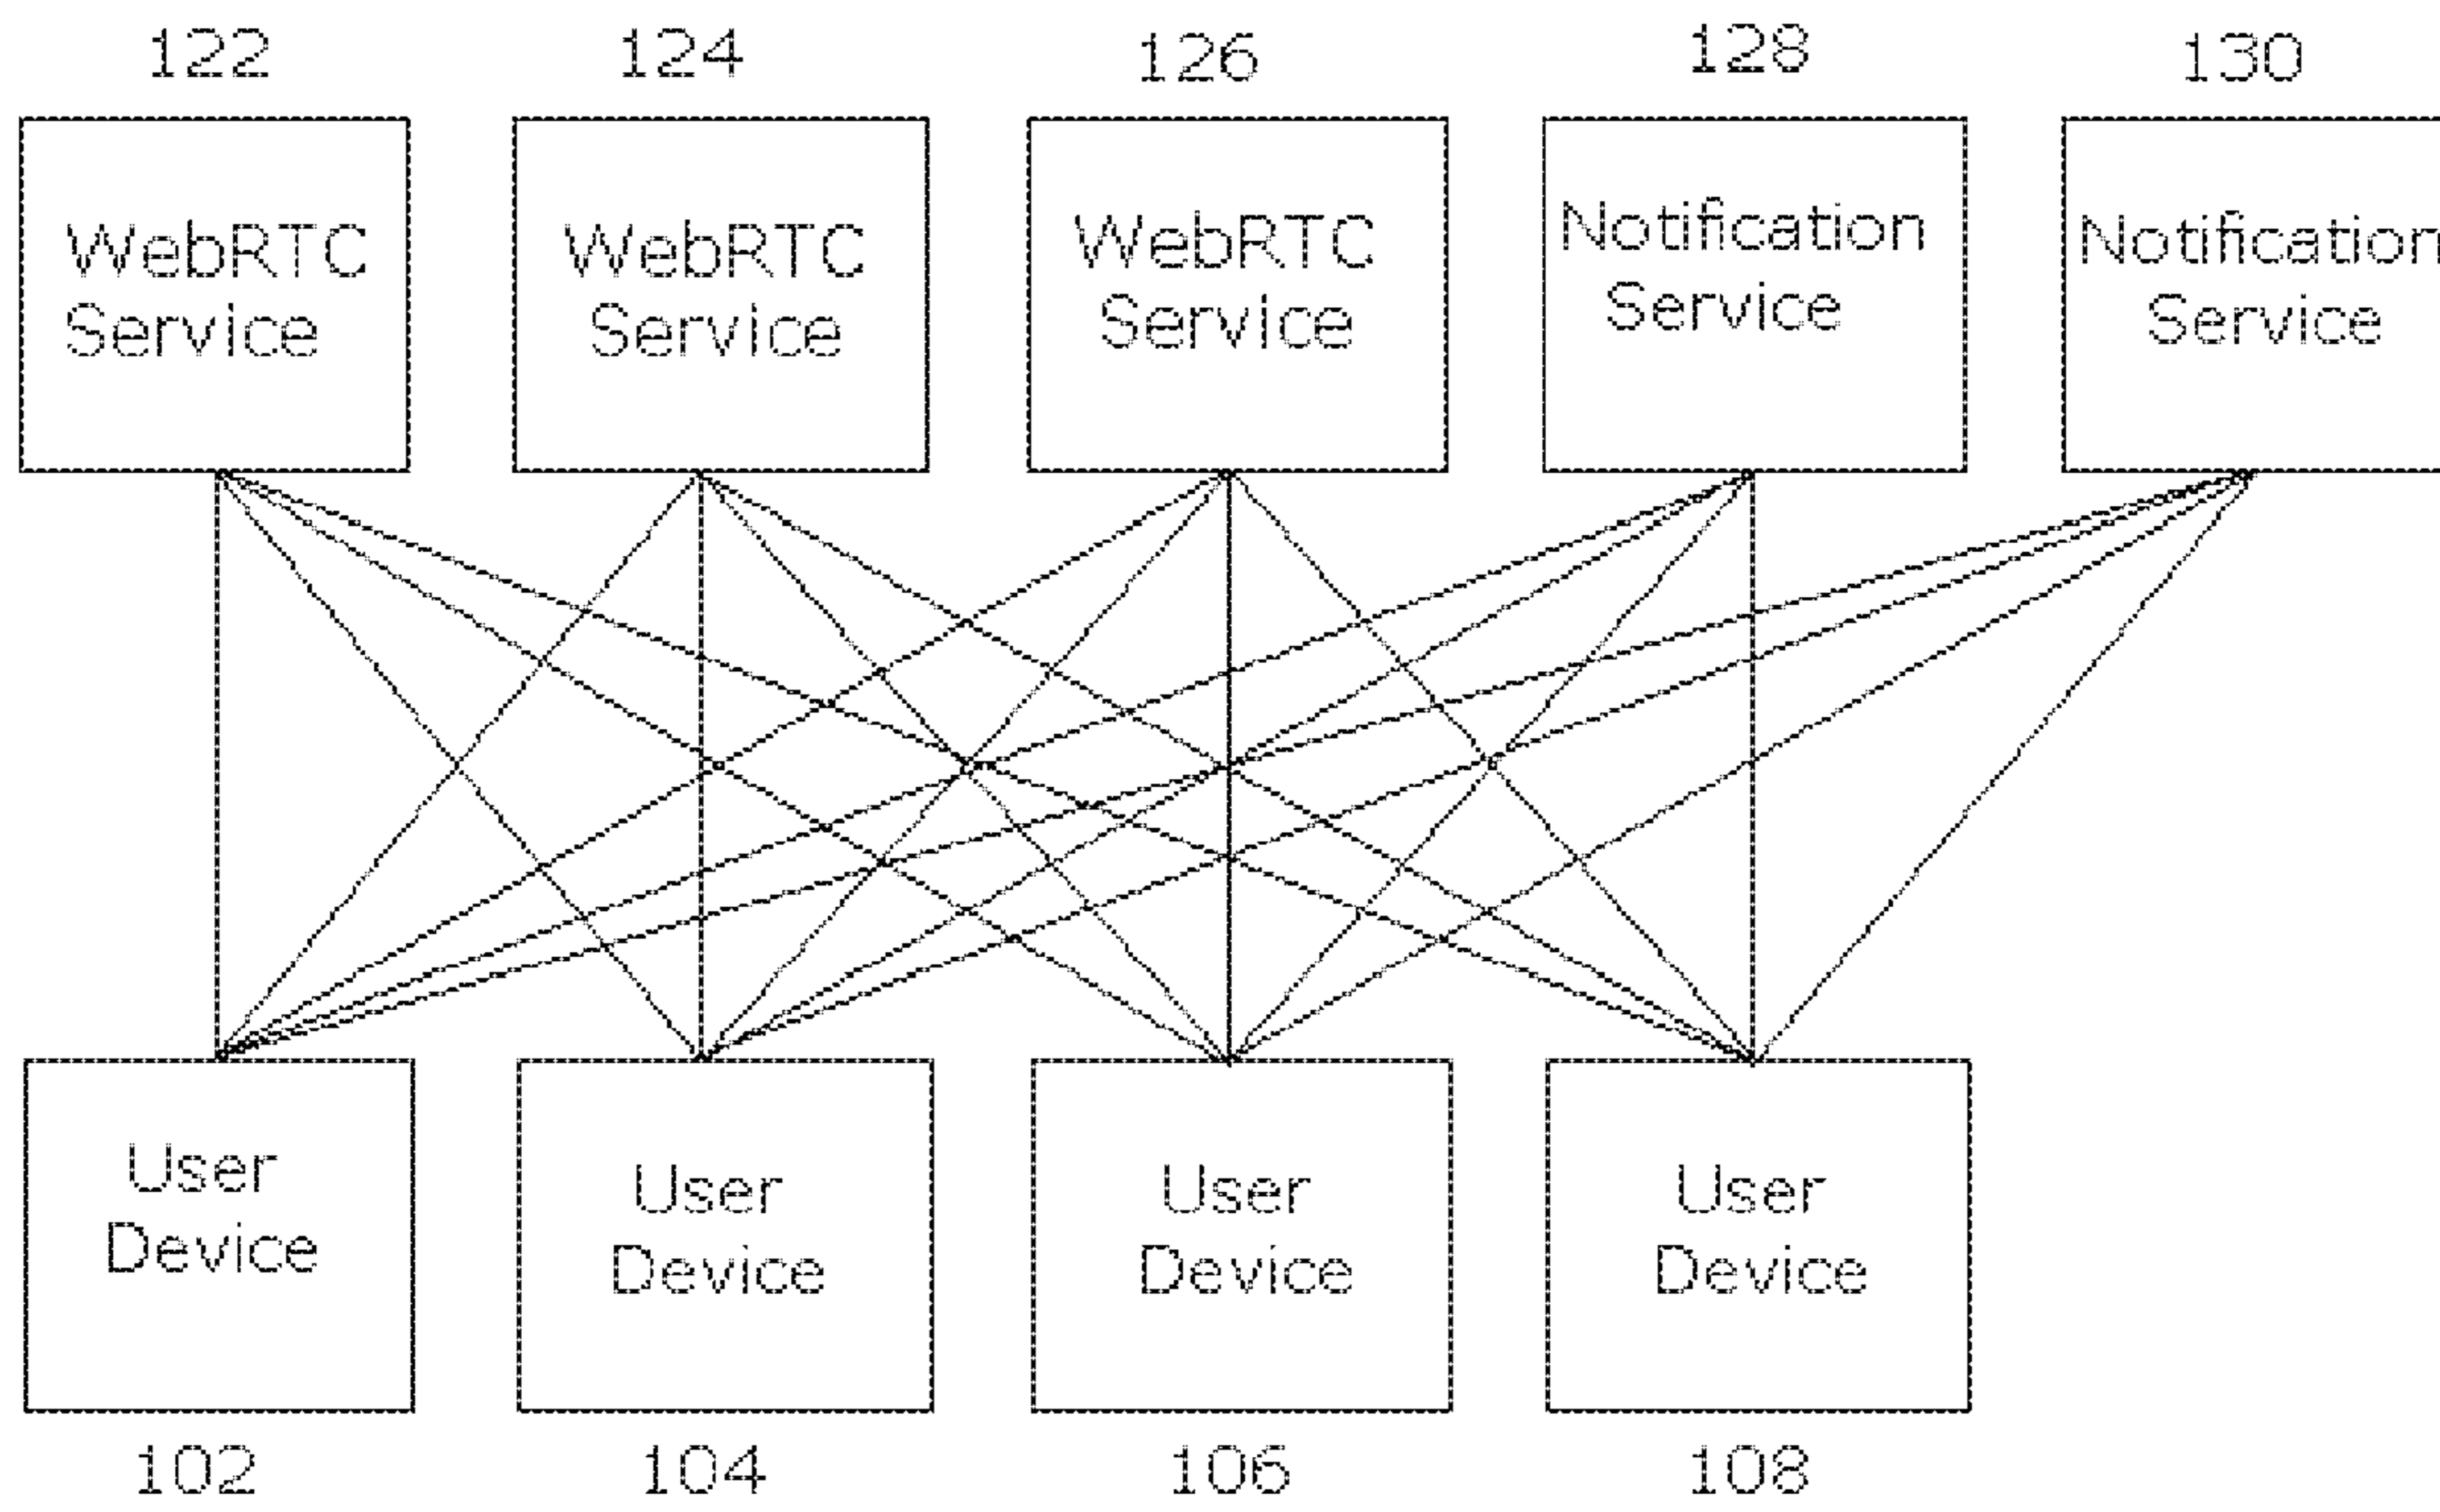 122
124
126
128
130
WebRTC
Service
WebRTC
Service
WebRTC
Service
Notification
Service
Notification
Service
User
Device
User
Device
User
Device
User
Device
102
104
106
108